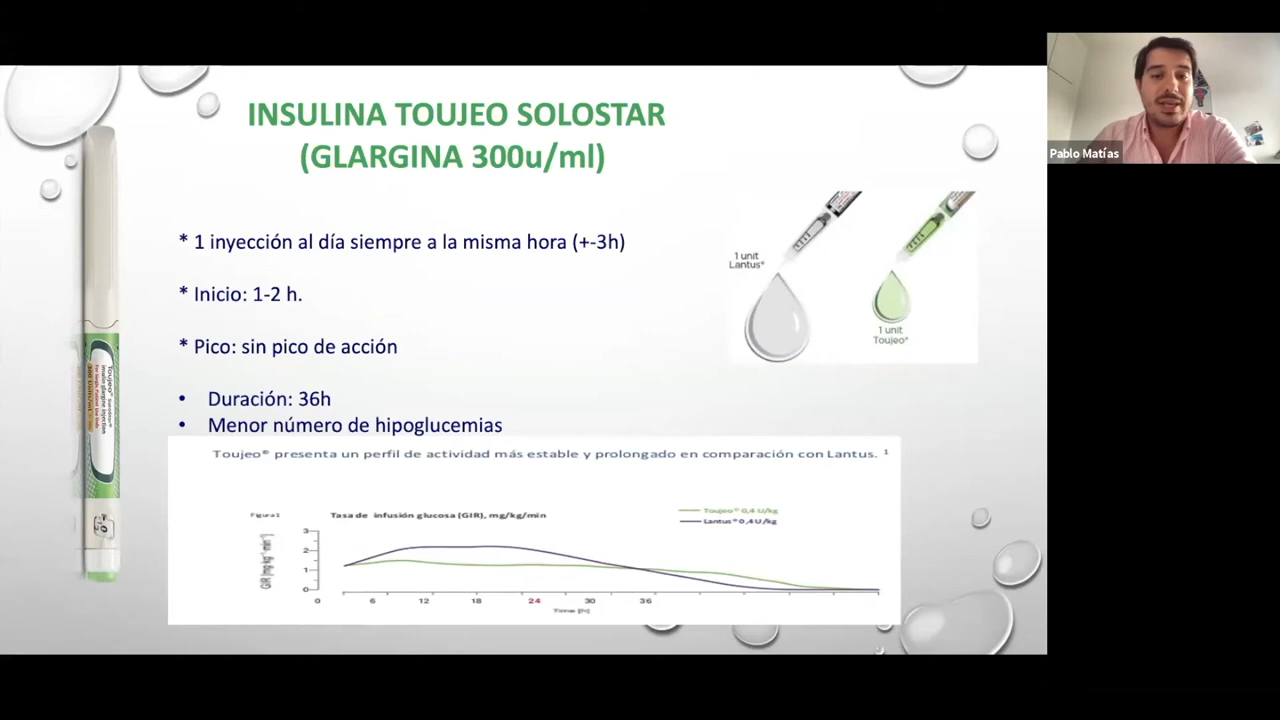 INSULINA TOUJEO SOLOSTAR
(GLARGINA 300u/ml)
* 1 inyección al día siempre a la misma hora (+-3h)
* Inicio: 1-2 h.
* Pico: sin pico de acción
• Duración: 36h
• Menor número de hipoglucemias
1 unit
Lantus*
1 unit
Toujeo*
Toujeo® presenta un perfil de actividad más estable y prolongado en comparación con Lantus. 1
Figura1
Tasa de infusión glucosa (GIR), mg/kg/min
Toujeo® 0,4 U/kg
Lantus® 0,4 U/kg
3
2
1
0
0 6 12 18 24 30 36
Time [h]
Pablo Matías